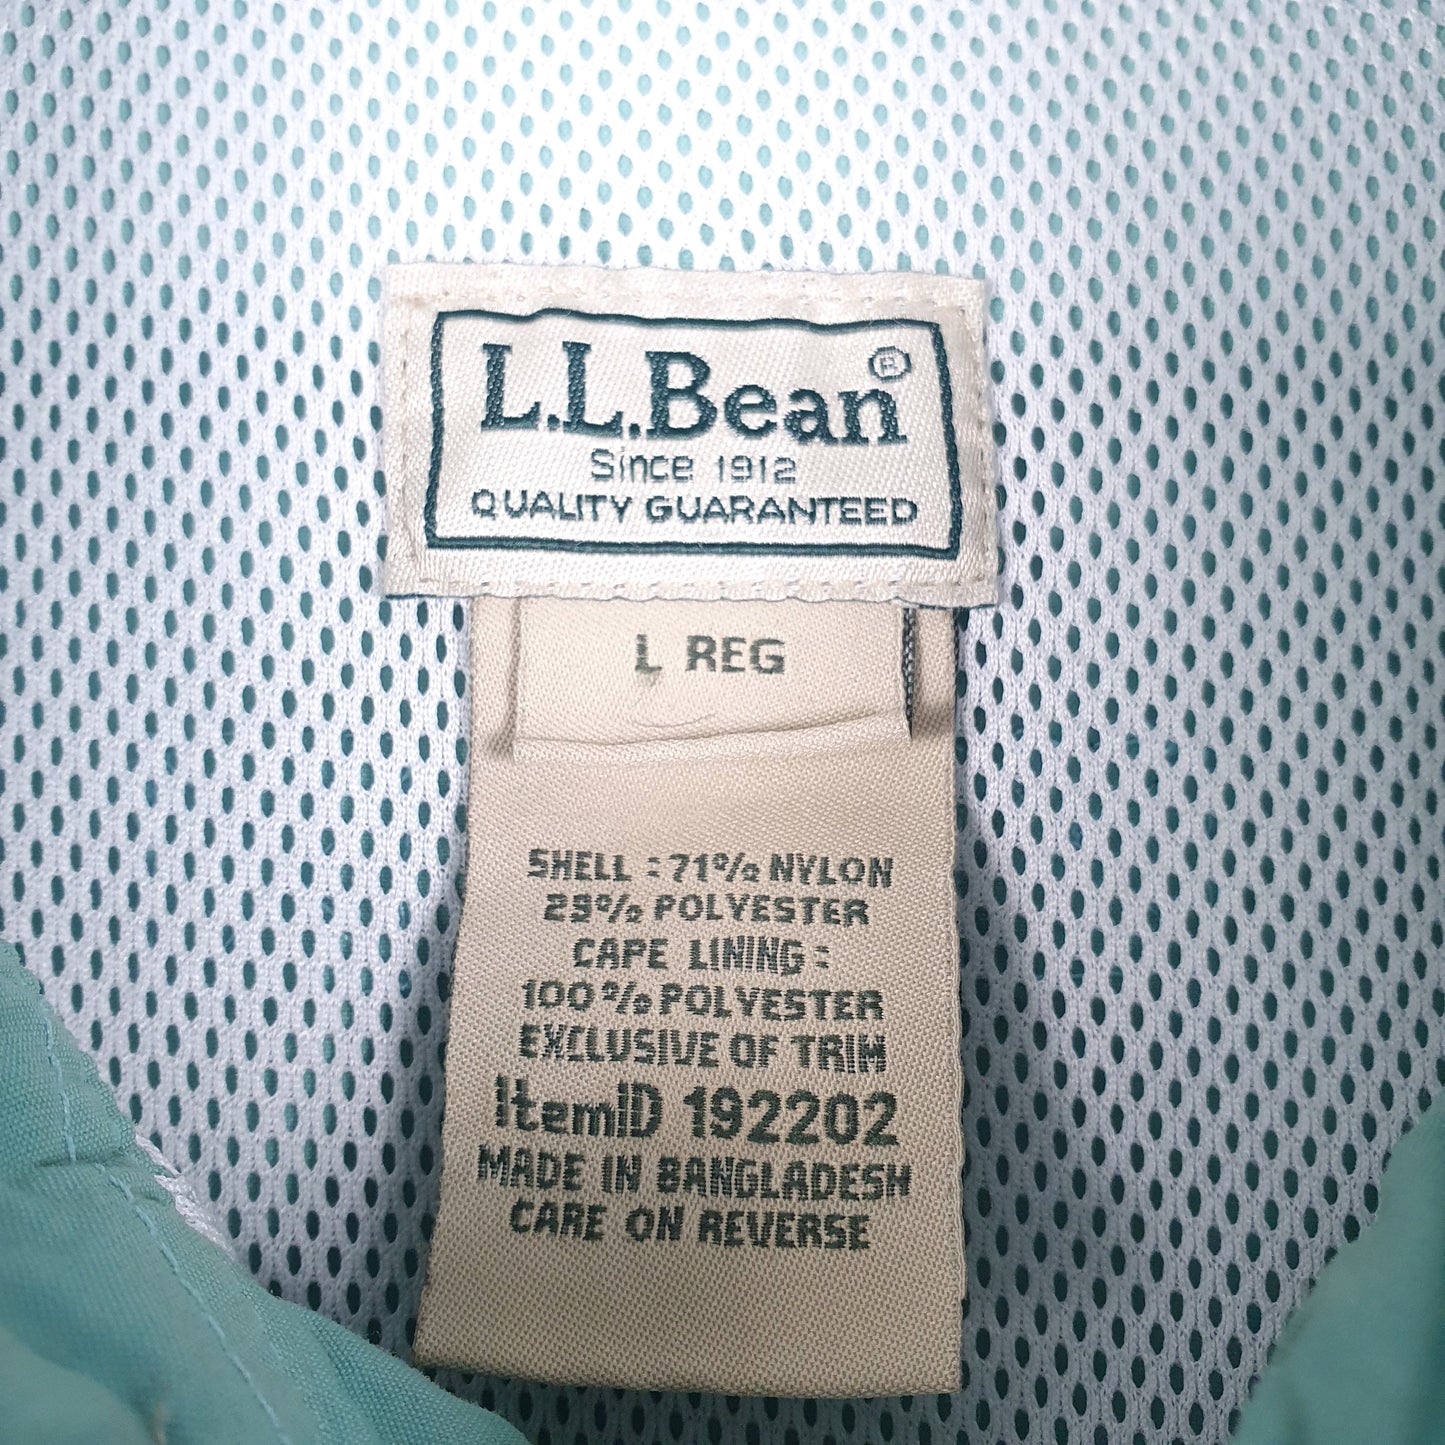 L.L.Bean®
Since 1912
QUALITY GUARANTEED
L REG
SHELL : 71% NYLON
29% POLYESTER
CAPE LINING :
100% POLYESTER
EXCLUSIVE OF TRIM
ItemID 192202
MADE IN BANGLADESH
CARE ON REVERSE